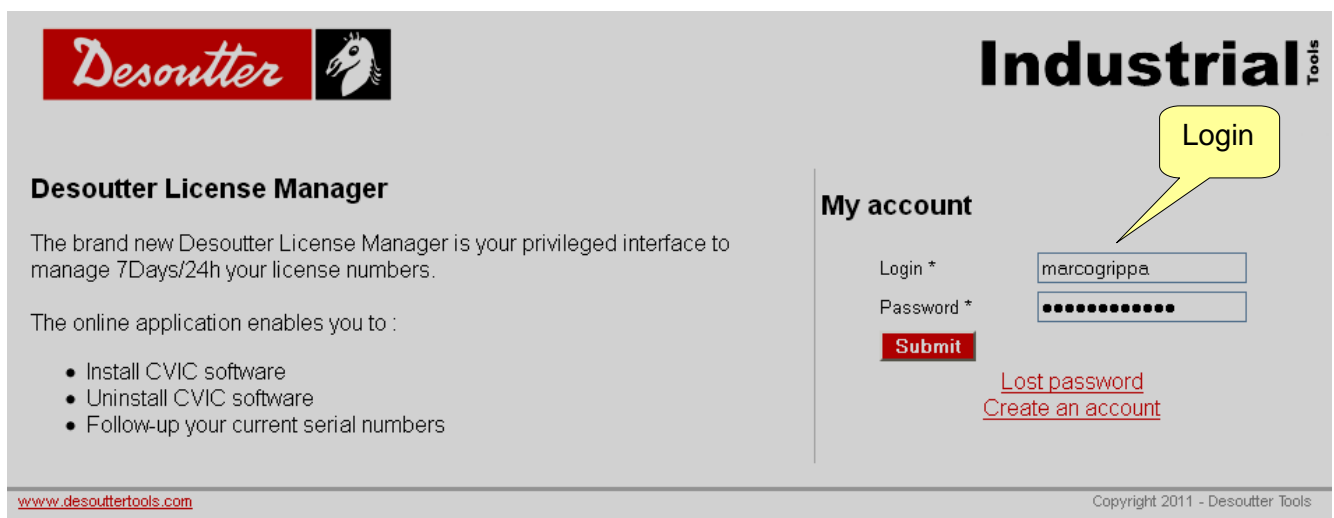 Desoutter
Industrial Tools
Login
Desoutter License Manager
The brand new Desoutter License Manager is your privileged interface to
manage 7Days/24h your license numbers.
The online application enables you to :
• Install CVIC software
• Uninstall CVIC software
• Follow-up your current serial numbers
My account
Login * marcogrippa
Password * ●●●●●●●●●●●●
Submit
Lost password
Create an account
www.desouttertools.com
Copyright 2011 - Desoutter Tools